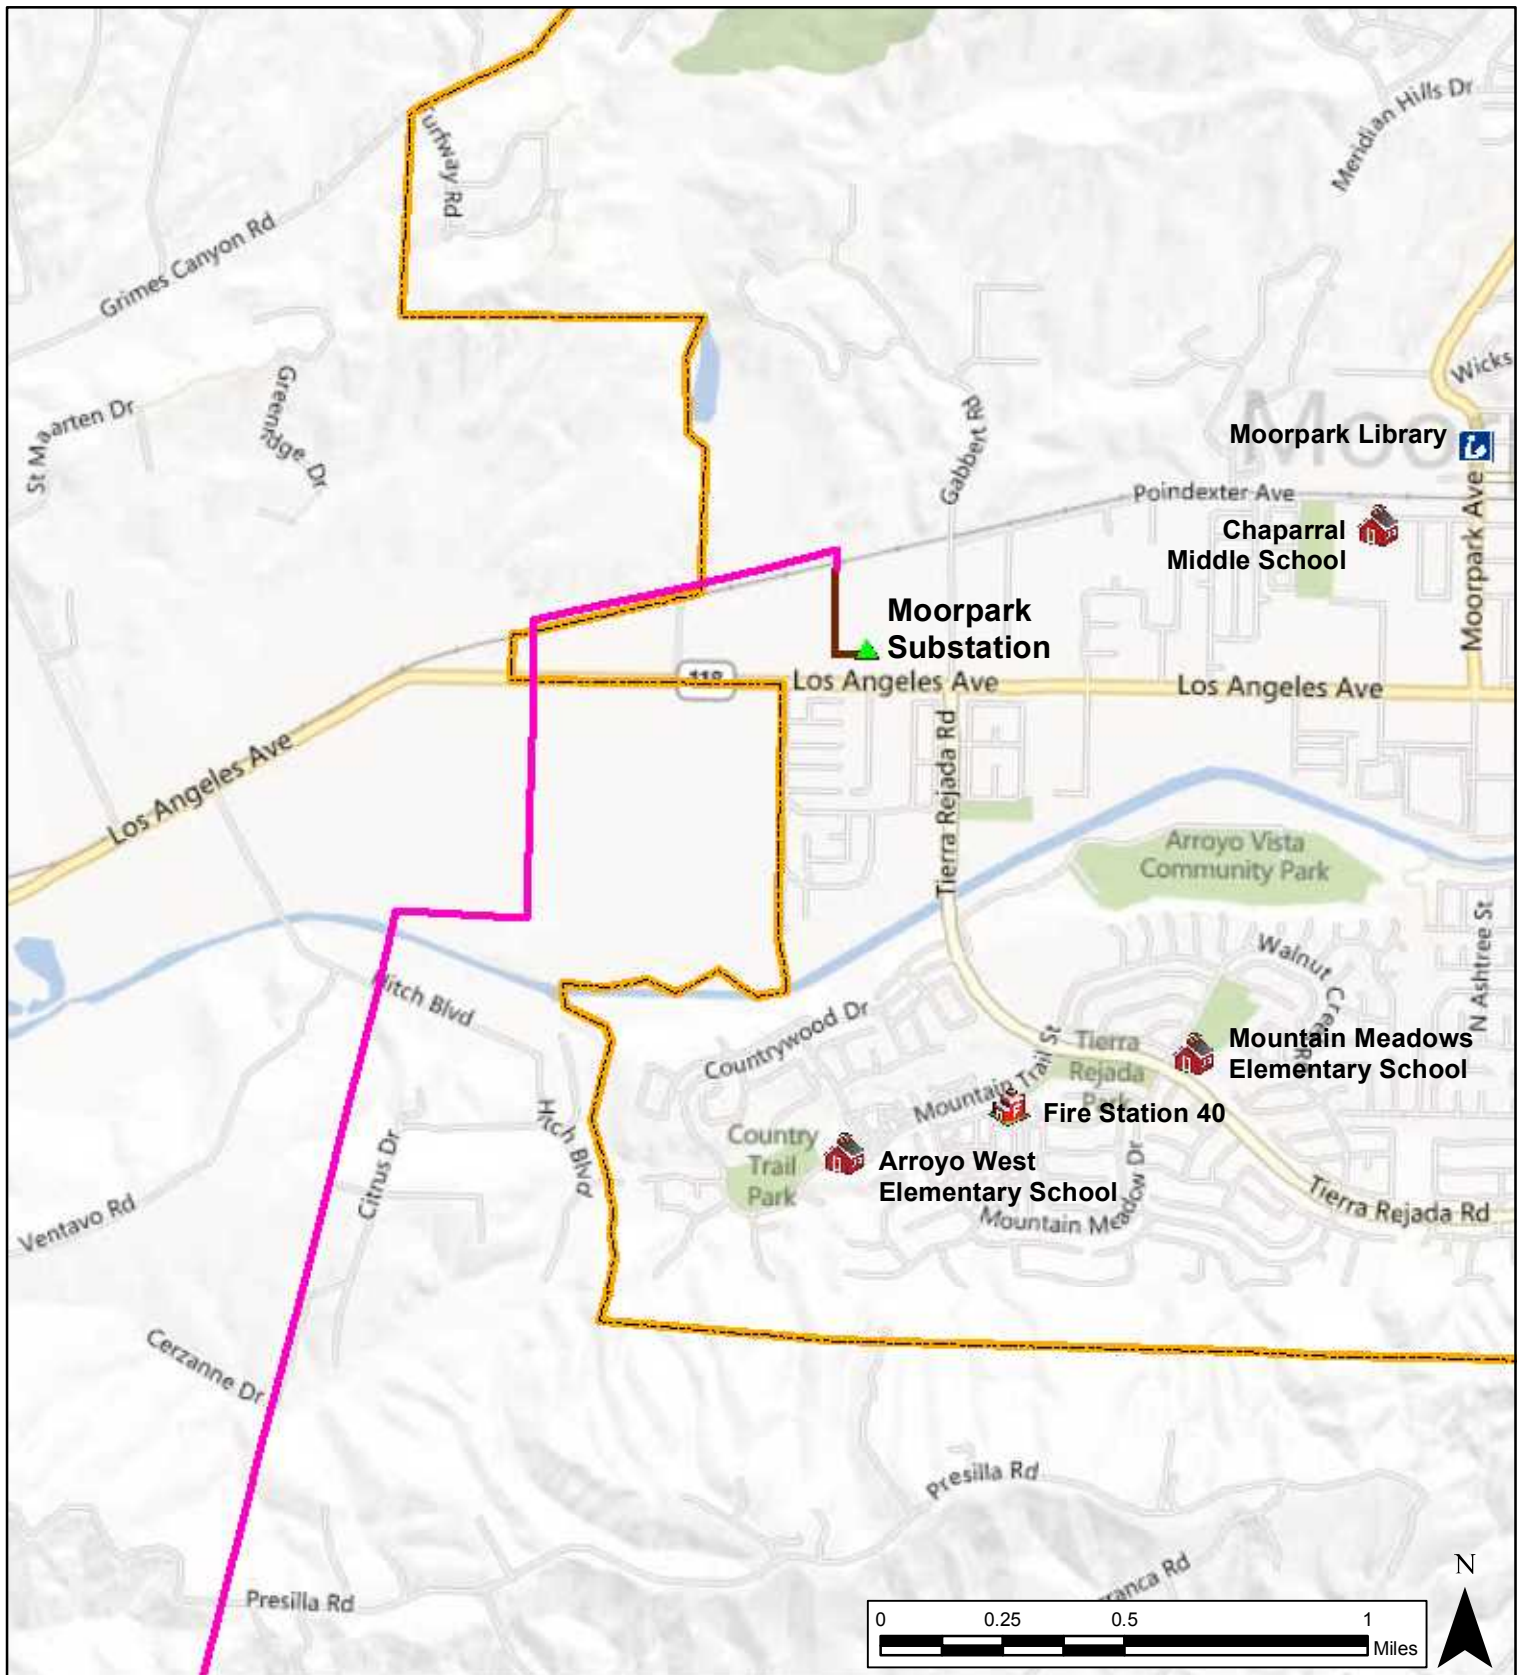 Turfway Rd
Meridian Hills Dr
Grimes Canyon Rd
Wicks
Greenridge Dr
St Maarten Dr
Gabbert Rd
Moo
Moorpark Library
Poindexter Ave
Moorpark Ave
Chaparral
Middle School
Moorpark
Substation
118
Los Angeles Ave
Los Angeles Ave
Los Angeles Ave
Tierra Rejada Rd
Arroyo Vista
Community Park
N Ashtree St
Walnut Creek
Hitch Blvd
Countrywood Dr
Tierra
Rejada
Park
Mountain Trail St
Mountain Meadows
Elementary School
Fire Station 40
Hitch Blvd
Country
Trail
Park
Arroyo West
Elementary School
Citrus Dr
Mountain Meadow Dr
Tierra Rejada Rd
Ventavo Rd
Cerzanne Dr
Presilla Rd
Presilla Rd
rranca Rd
N
0 0.25 0.5 1
Miles